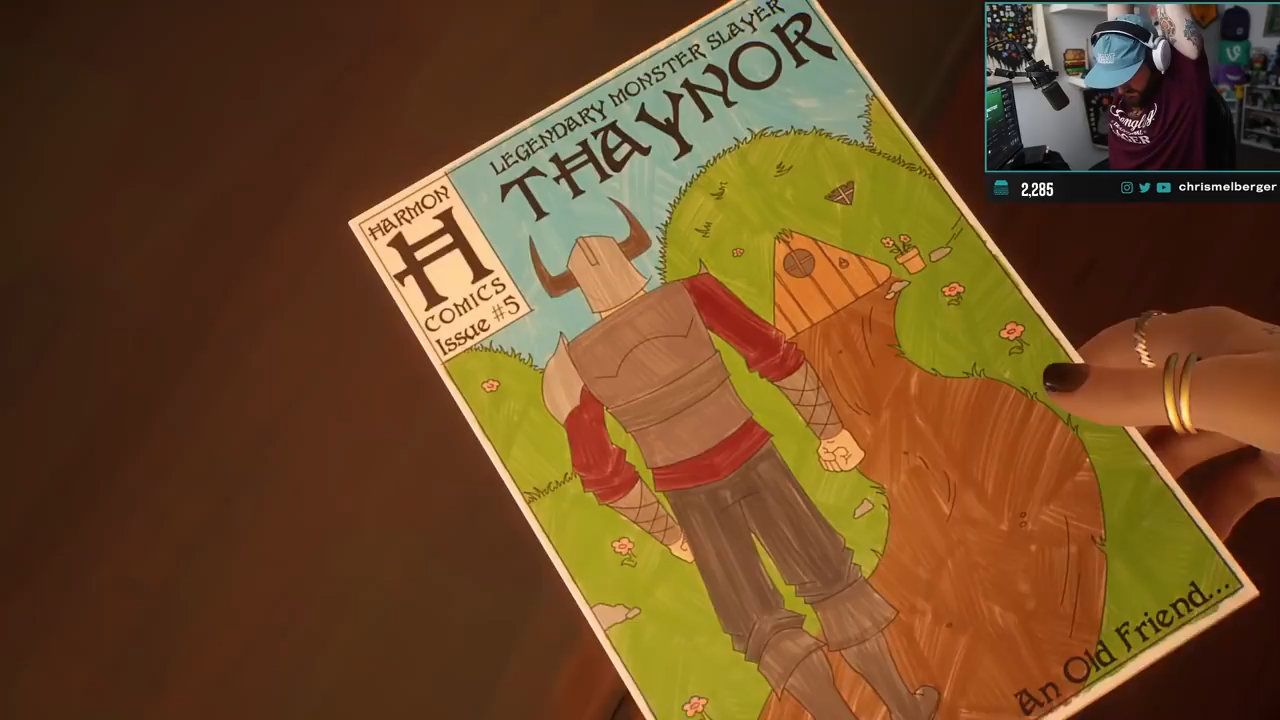 LEGENDARY MONSTER SLAYER
THAYNOR
HARMON
H
COMICS
Issue #5
An Old Friend...
2,285
chrismelberger